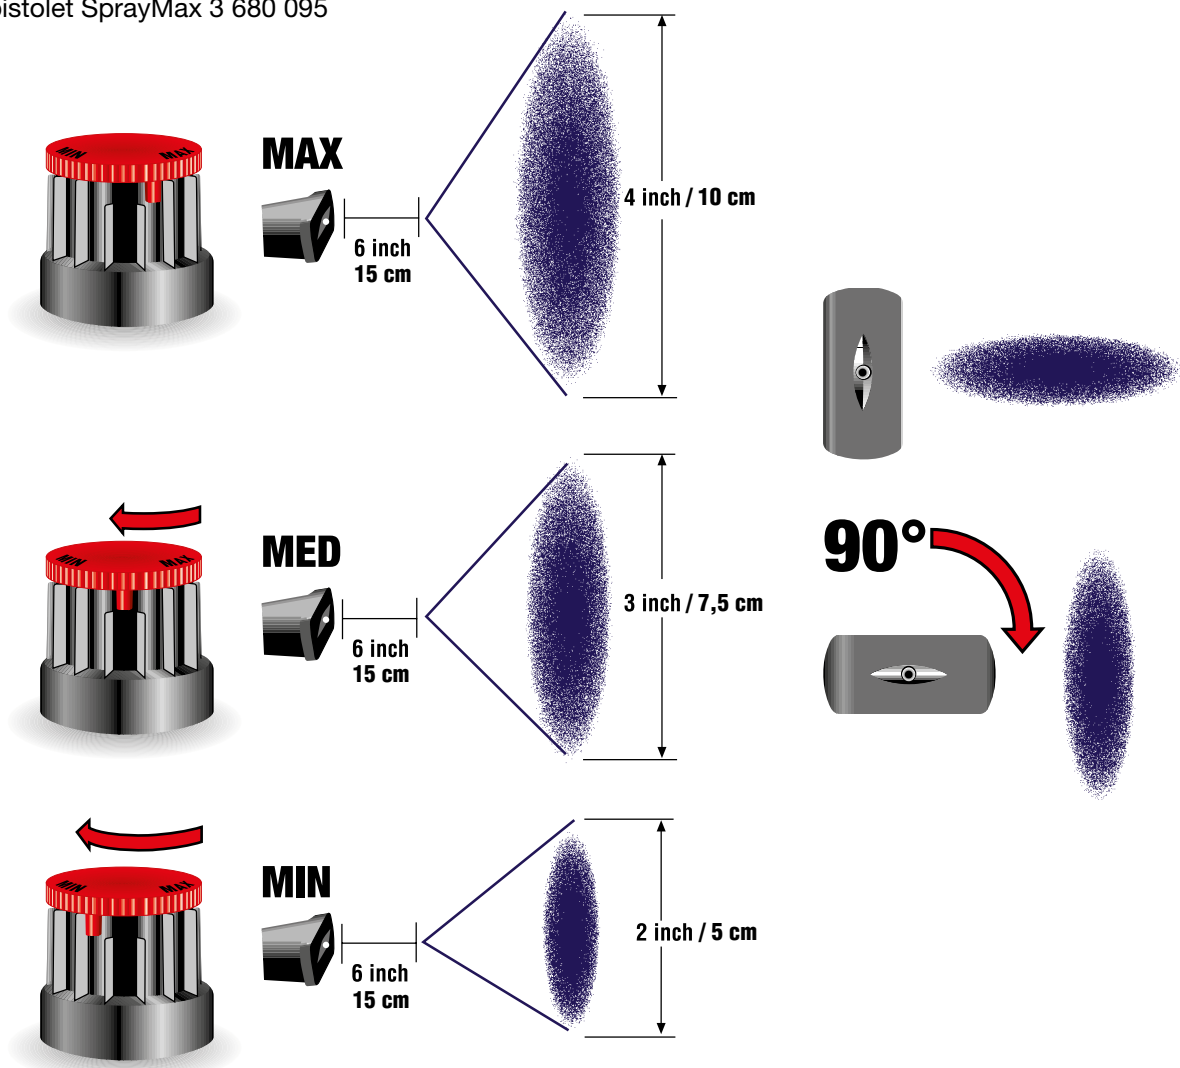 pistolet SprayMax 3 680 095
MIN MAX
MAX
6 inch
15 cm
4 inch / 10 cm
MIN MAX
MED
6 inch
15 cm
3 inch / 7,5 cm
90°
MIN MAX
MIN
6 inch
15 cm
2 inch / 5 cm